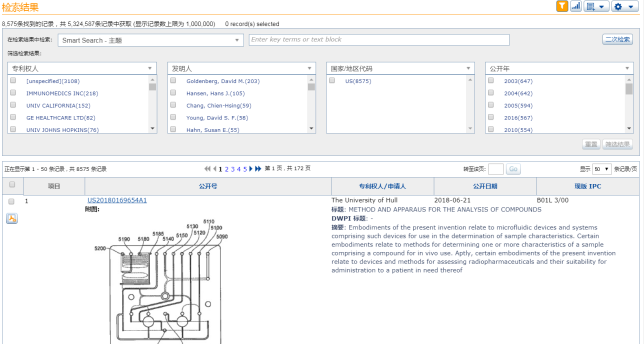 检索结果
8,575条找到的记录，共 5,324,587条记录中获取 (显示记录数上限为 1,000,000) 0 record(s) selected
在检索结果中检索: Smart Search - 主题 Enter key terms or text block 二次检索
筛选检索结果:
专利权人 发明人 国家/地区代码 公开年
[unspecified](3108) Goldenberg, David M.(203) US(8575) 2003(647)
IMMUNOMEDICS INC(218) Hansen, Hans J.(105) 2004(642)
UNIV CALIFORNIA(152) Chang, Chien-Hsing(59) 2005(594)
GE HEALTHCARE LTD(82) Young, David S. F.(56) 2016(567)
UNIV JOHNS HOPKINS(76) Hahn, Susan E.(55) 2010(554)
重置 筛选结果
正在显示第 1 - 50 条记录，共 8575 条记录 1 2 3 4 5 第 1 页，共 172 页 转至该页: Go 显示 50 条记录/页
项目 公开号 专利权人/申请人 公开日期 现版 IPC
1 US20180169654A1 The University of Hull 2018-06-21 B01L 3/00
附图:
标题: METHOD AND APPARAUS FOR THE ANALYSIS OF COMPOUNDS
DWPI 标题: -
摘要: Embodiments of the present invention relate to microfluidic devices and systems
comprising such devices for use in the determination of sample characteristics. Certain
embodiments relate to methods for determining one or more characteristics of a sample
comprising a compound for in vivo use. Aptly, certain embodiments of the present invention
relate to devices and methods for assessing radiopharmaceuticals and their suitability for
administration to a patient in need thereof
5200 5190 5180 5165 5140 5150 5130 5120 5110 5100 5090